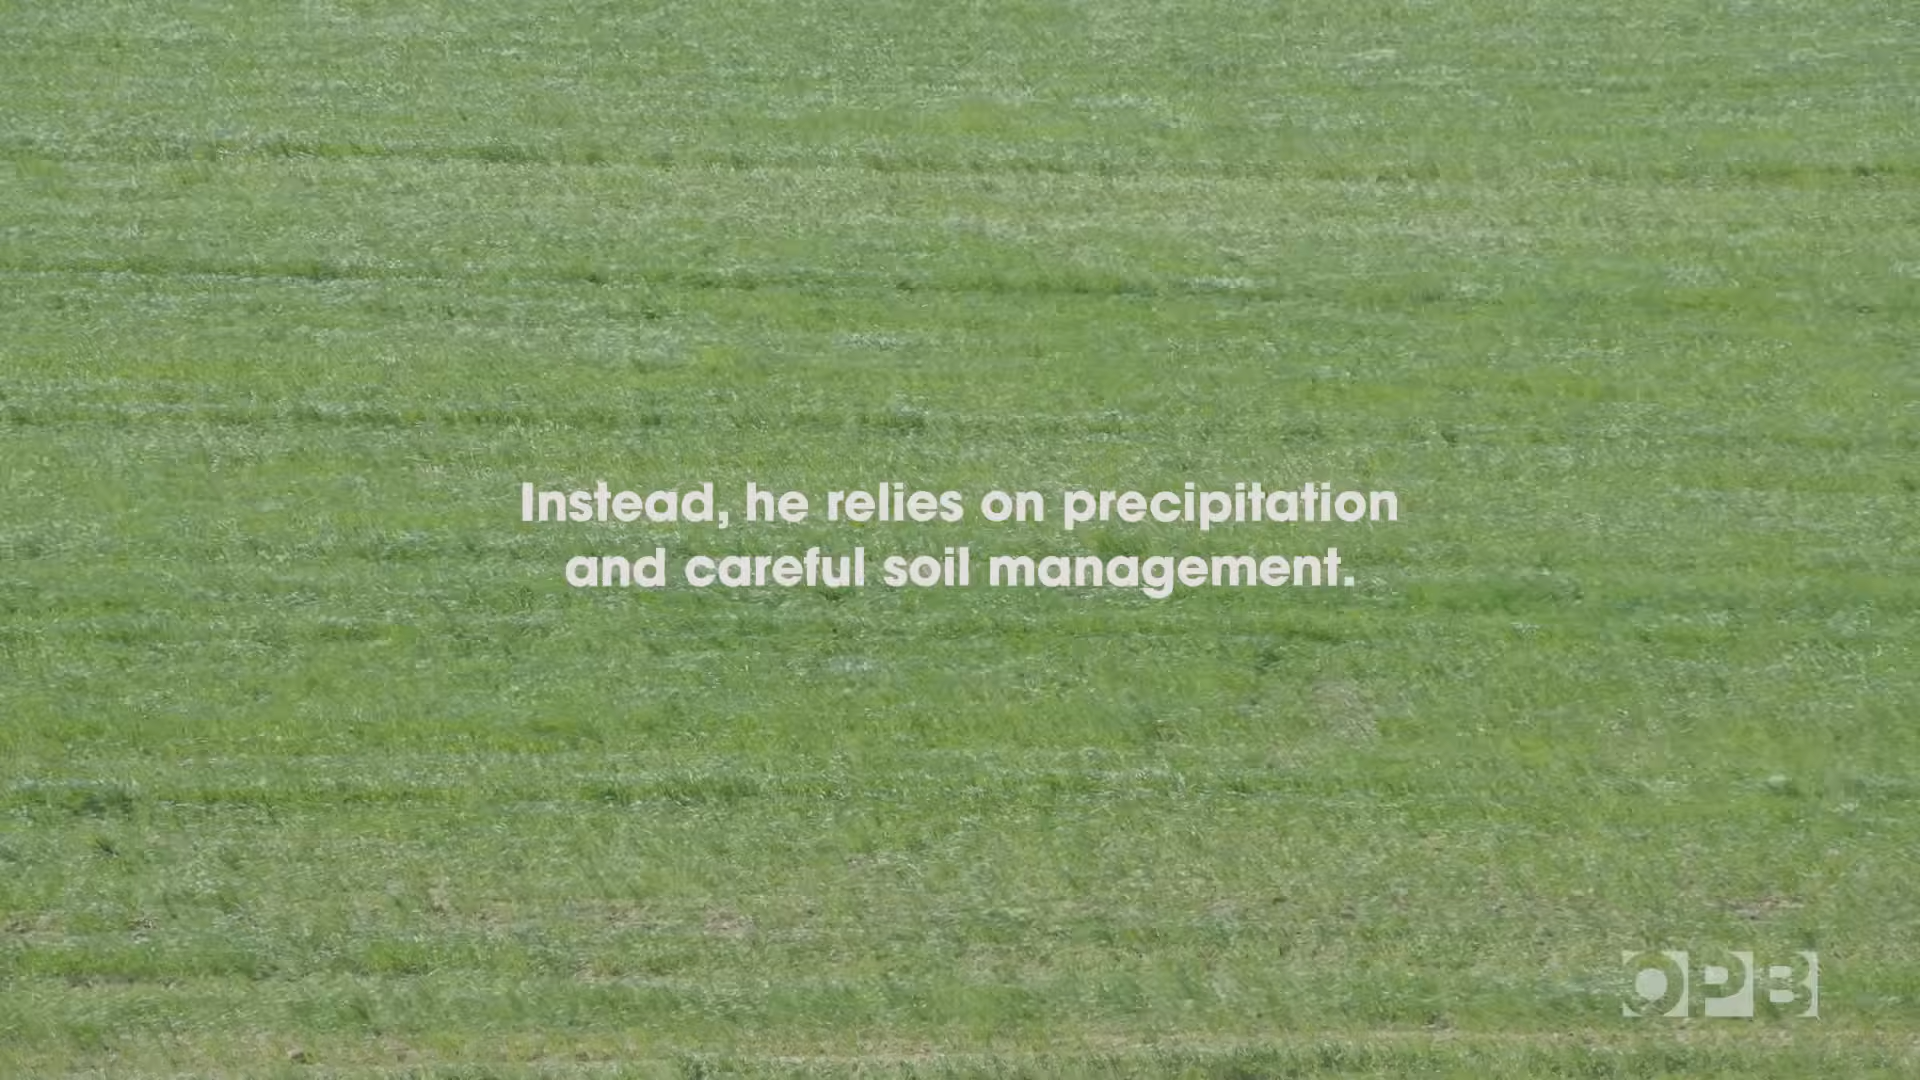 Instead, he relies on precipitation
and careful soil management.
OPB